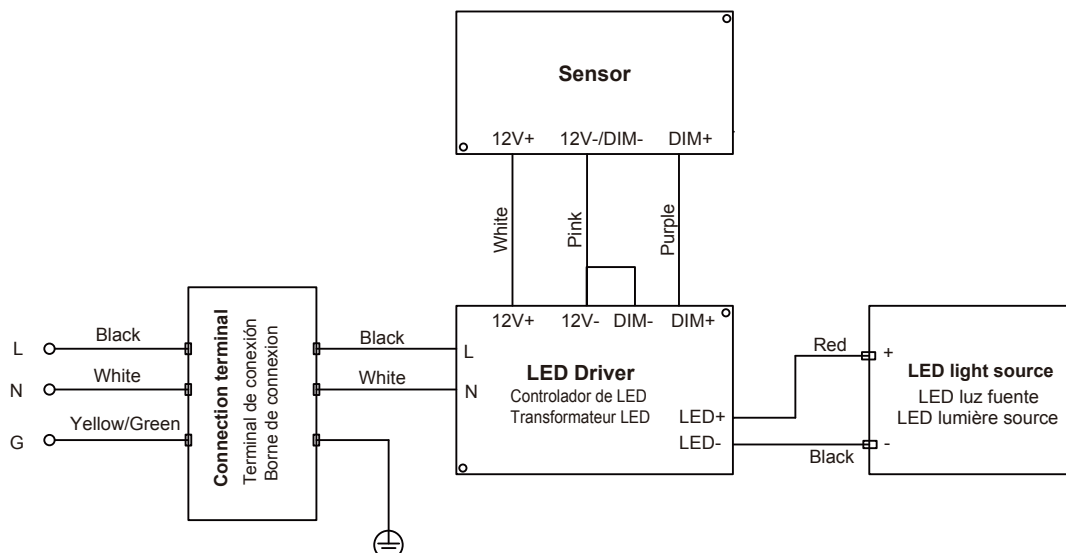 Sensor
12V+ 12V-/DIM- DIM+
White
Pink
Purple
12V+ 12V- DIM- DIM+
L
N
LED Driver
Controlador de LED
Transformateur LED
LED+
LED-
L
N
G
Black
White
Yellow/Green
Connection terminal
Terminal de conexión
Borne de connexion
Black
White
Red
Black
+
-
LED light source
LED luz fuente
LED lumière source